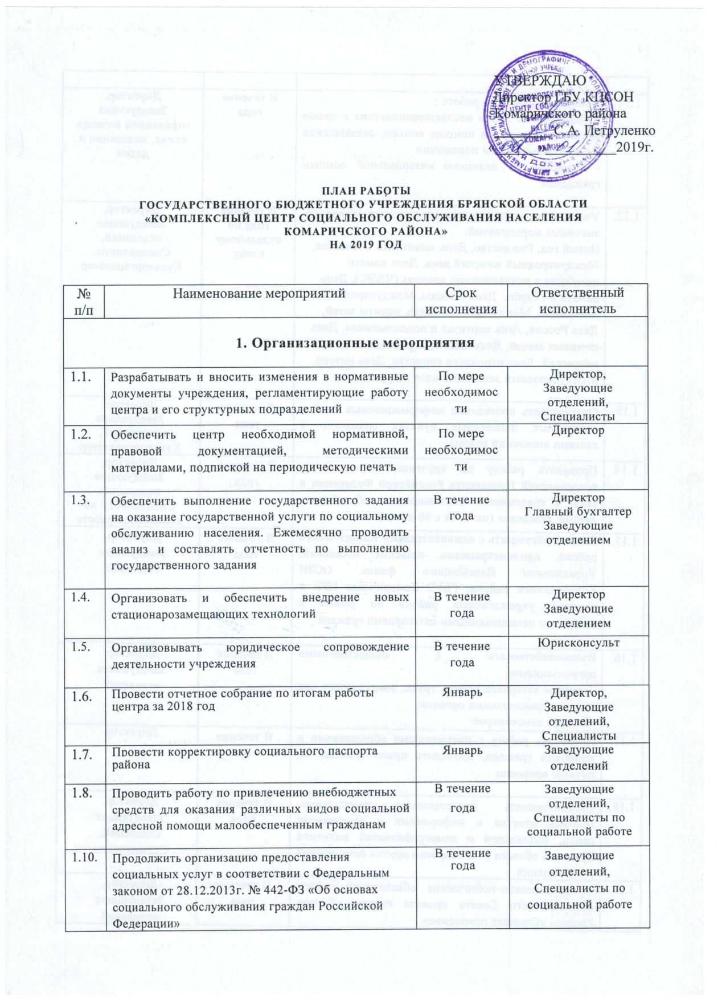 УТВЕРЖДАЮ
Директор ГБУ КЦСОН
Комаричского района
С.А. Петруленко
2019г.
ПЛАН РАБОТЫ
ГОСУДАРСТВЕННОГО БЮДЖЕТНОГО УЧРЕЖДЕНИЯ БРЯНСКОЙ ОБЛАСТИ
«КОМПЛЕКСНЫЙ ЦЕНТР СОЦИАЛЬНОГО ОБСЛУЖИВАНИЯ НАСЕЛЕНИЯ
КОМАРИЧСКОГО РАЙОНА»
НА 2019 ГОД
№ Наименование мероприятий Срок Ответственный
п/п исполнения исполнитель
1. Организационные мероприятия
1.1. Разрабатывать и вносить изменения в нормативные
документы учреждения, регламентирующие работу
центра и его структурных подразделений
По мере
необходимос
ти
Директор,
Заведующие
отделений,
Специалисты
1.2. Обеспечить центр необходимой нормативной,
правовой документацией, методическими
материалами, подпиской на периодическую печать
По мере
необходимос
ти
Директор
1.3. Обеспечить выполнение государственного задания
на оказание государственной услуги по социальному
обслуживанию населения. Ежемесячно проводить
анализ и составлять отчетность по выполнению
государственного задания
В течение
года
Директор
Главный бухгалтер
Заведующие
отделением
1.4. Организовать и обеспечить внедрение новых
стационарозамещающих технологий
В течение
года
Директор
Заведующие
отделением
1.5. Организовывать юридическое сопровождение
деятельности учреждения
В течение
года
Юрисконсульт
1.6. Провести отчетное собрание по итогам работы
центра за 2018 год
Январь
Директор,
Заведующие
отделений,
Специалисты
1.7. Провести корректировку социального паспорта
района
Январь
Заведующие
отделений
1.8. Проводить работу по привлечению внебюджетных
средств для оказания различных видов социальной
адресной помощи малообеспеченным гражданам
В течение
года
Заведующие
отделений,
Специалисты по
социальной работе
1.10. Продолжить организацию предоставления
социальных услуг в соответствии с Федеральным
законом от 28.12.2013г. № 442-ФЗ «Об основах
социального обслуживания граждан Российской
Федерации»
В течение
года
Заведующие
отделений,
Специалисты по
социальной работе